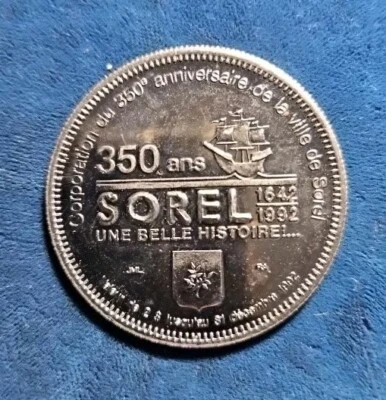 Corporation du 350e anniversaire de la ville de Sorel
350 ans
SOREL 1642
1992
UNE BELLE HISTOIRE!...
JML
jusqu'au 31 décembre 1992